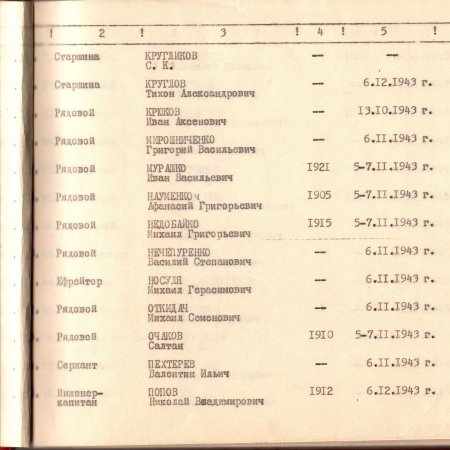 ! 2 ! 3 ! 4 ! 5 !
Старшина КРУГЛИКОВ — —
С. К.
Старшина КРУГЛОВ — 6.12.1943 г.
Тихон Александрович
Рядовой КРЮКОВ — 13.10.1943 г.
Иван Аксенович
Рядовой МИРОШНИЧЕНКО — 6.11.1943 г.
Григорий Васильевич
Рядовой МУРАШКО 1921 5-7.11.1943 г.
Иван Васильевич
Рядовой НАУМЕНКО 1905 5-7.11.1943 г.
Афанасий Григорьевич
Рядовой НЕДОБАЙКО 1915 5-7.11.1943 г.
Михаил Григорьевич
Рядовой НЕЧЕПУРЕНКО — 6.11.1943 г.
Василий Степанович
Ефрейтор НОСУЛЯ — 6.11.1943 г.
Михаил Герасимович
Рядовой ОТКИДАЧ — 6.11.1943 г.
Михаил Семенович
Рядовой ОЧАКОВ 1910 5-7.11.1943 г.
Салтан
Сержант ПЕХТЕРЕВ — 6.11.1943 г.
Валентин Ильич
Инженер- ПОПОВ 1912 6.12.1943 г.
капитан Николай Владимирович